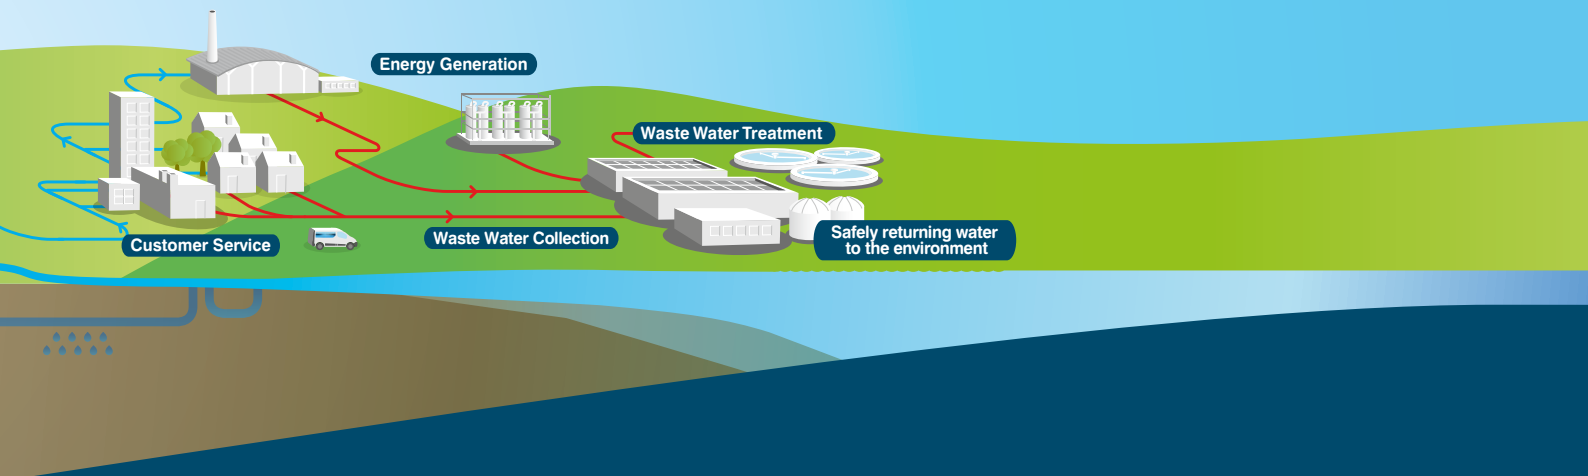 Energy Generation
Waste Water Treatment
Customer Service
Waste Water Collection
Safely returning water
to the environment